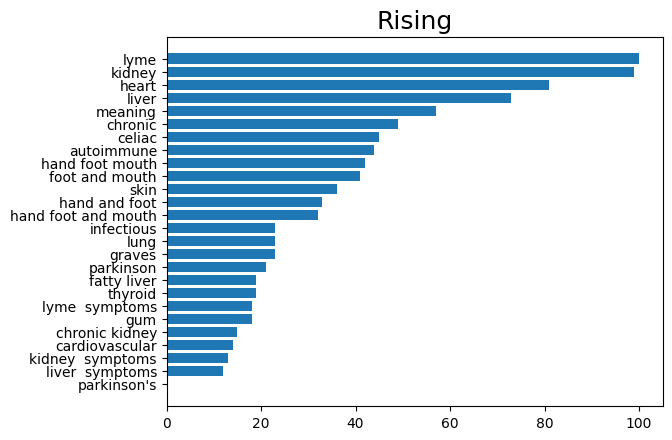 Rising
lyme
kidney
heart
liver
meaning
chronic
celiac
autoimmune
hand foot mouth
foot and mouth
skin
hand and foot
hand foot and mouth
infectious
lung
graves
parkinson
fatty liver
thyroid
lyme  symptoms
gum
chronic kidney
cardiovascular
kidney  symptoms
liver  symptoms
parkinson's
0 20 40 60 80 100